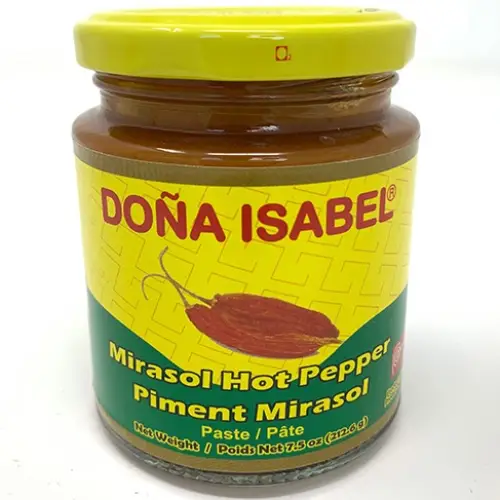 DOÑA ISABEL®
Mirasol Hot Pepper
Piment Mirasol
Paste / Pâte
Net Weight / Poids Net 7.5 oz (212.6 g)